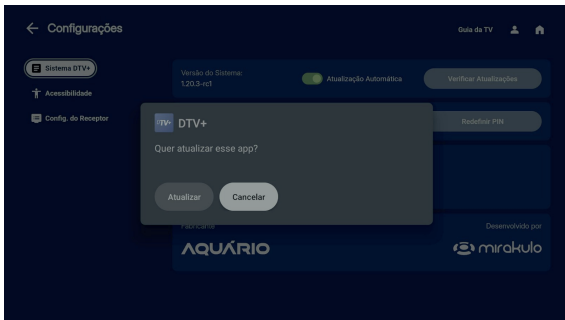 Configurações
Guia da TV
Sistema DTV+
Acessibilidade
Config. do Receptor
Versão do Sistema:
1.20.3-rc1
Atualização Automática
Verificar Atualizações
Redefinir PIN
DTV+ DTV+
Quer atualizar esse app?
Atualizar
Cancelar
Fabricante
AQUÁRIO
Desenvolvido por
mirakulo